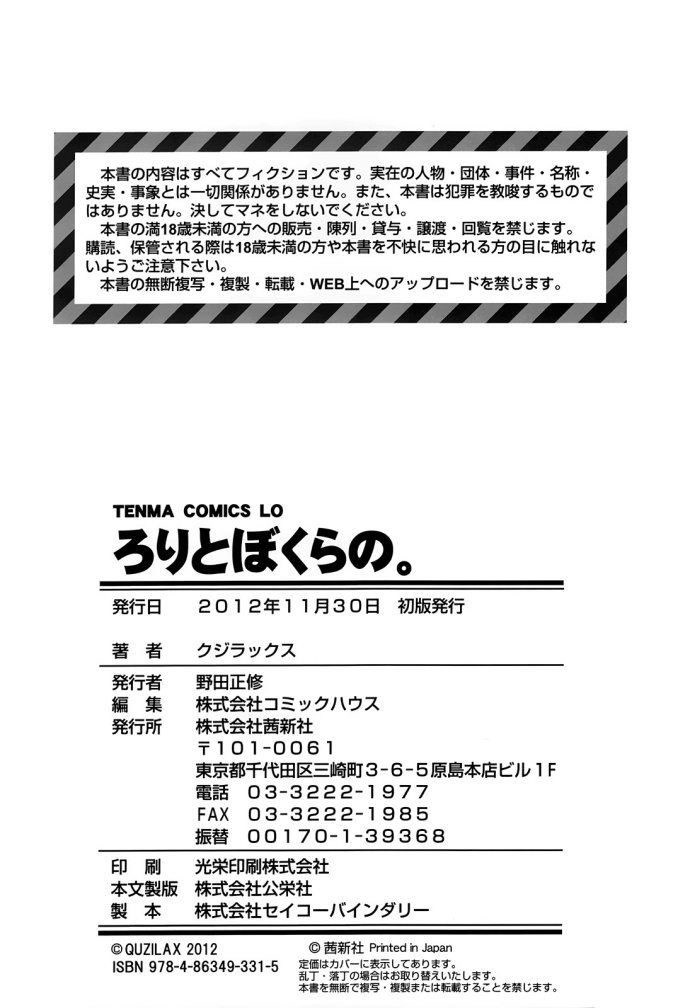 本書の内容はすべてフィクションです。実在の人物・団体・事件・名称・
史実・事象とは一切関係がありません。また、本書は犯罪を教唆するもので
はありません。決してマネをしないでください。
本書の満18歳未満の方への販売・陳列・貸与・譲渡・回覧を禁じます。
購読、保管される際は18歳未満の方や本書を不快に思われる方の目に触れな
いようご注意下さい。
本書の無断複写・複製・転載・WEB上へのアップロードを禁じます。
TENMA COMICS LO
ろりとぼくらの。
発行日 2012年11月30日 初版発行
著 者 クジラックス
発行者 野田正修
編 集 株式会社コミックハウス
発行所 株式会社茜新社
〒101-0061
東京都千代田区三崎町3-6-5原島本店ビル1F
電話 03-3222-1977
FAX 03-3222-1985
振替 00170-1-39368
印 刷 光栄印刷株式会社
本文製版 株式会社公栄社
製 本 株式会社セイコーバインダリー
©QUZILAX 2012 © 茜新社 Printed in Japan
ISBN 978-4-86349-331-5 定価はカバーに表示してあります。
乱丁・落丁の場合はお取り替えいたします。
本書を無断で複写・複製または転載することを禁じます。